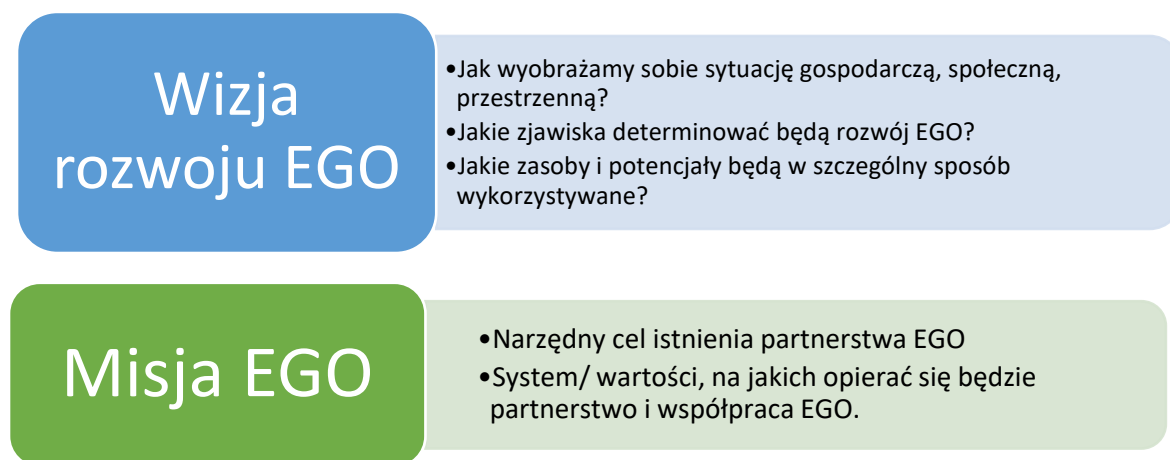 Wizja
rozwoju EGO
•Jak wyobrażamy sobie sytuację gospodarczą, społeczną,
przestrzenną?
•Jakie zjawiska determinować będą rozwój EGO?
•Jakie zasoby i potencjały będą w szczególny sposób
wykorzystywane?
Misja EGO
•Narzędny cel istnienia partnerstwa EGO
•System/ wartości, na jakich opierać się będzie
partnerstwo i współpraca EGO.